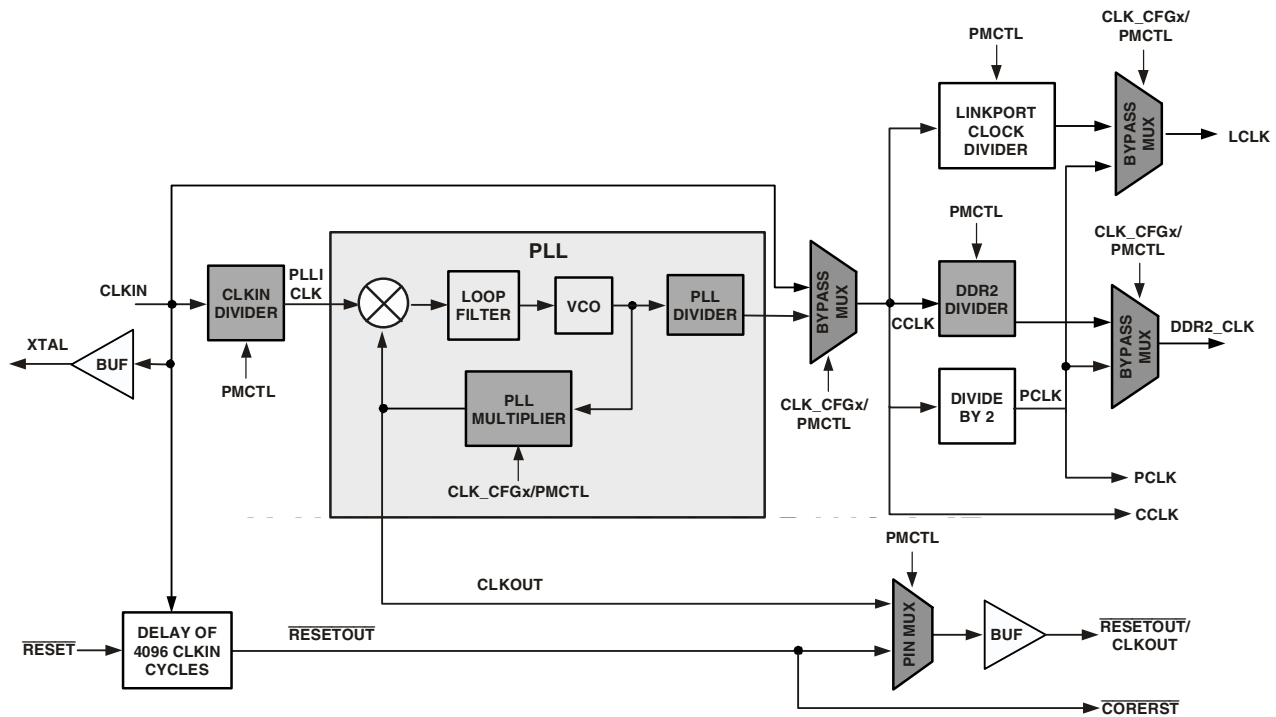 CLK_CFGx/
PMCTL
PMCTL
LINKPORT
CLOCK
DIVIDER
BYPASS
MUX
LCLK
PMCTL
CLK_CFGx/
PMCTL
PLL
PLLI
CLK
CLKIN
CLKIN
DIVIDER
LOOP
FILTER
VCO
PLL
DIVIDER
BYPASS
MUX
CCLK
DDR2
DIVIDER
BYPASS
MUX
DDR2_CLK
XTAL
BUF
PMCTL
PLL
MULTIPLIER
CLK_CFGx/
PMCTL
DIVIDE
BY 2
PCLK
CLK_CFGx/PMCTL
PCLK
CCLK
PMCTL
CLKOUT
RESET
DELAY OF
4096 CLKIN
CYCLES
RESETOUT
PIN MUX
BUF
RESETOUT/
CLKOUT
CORERST